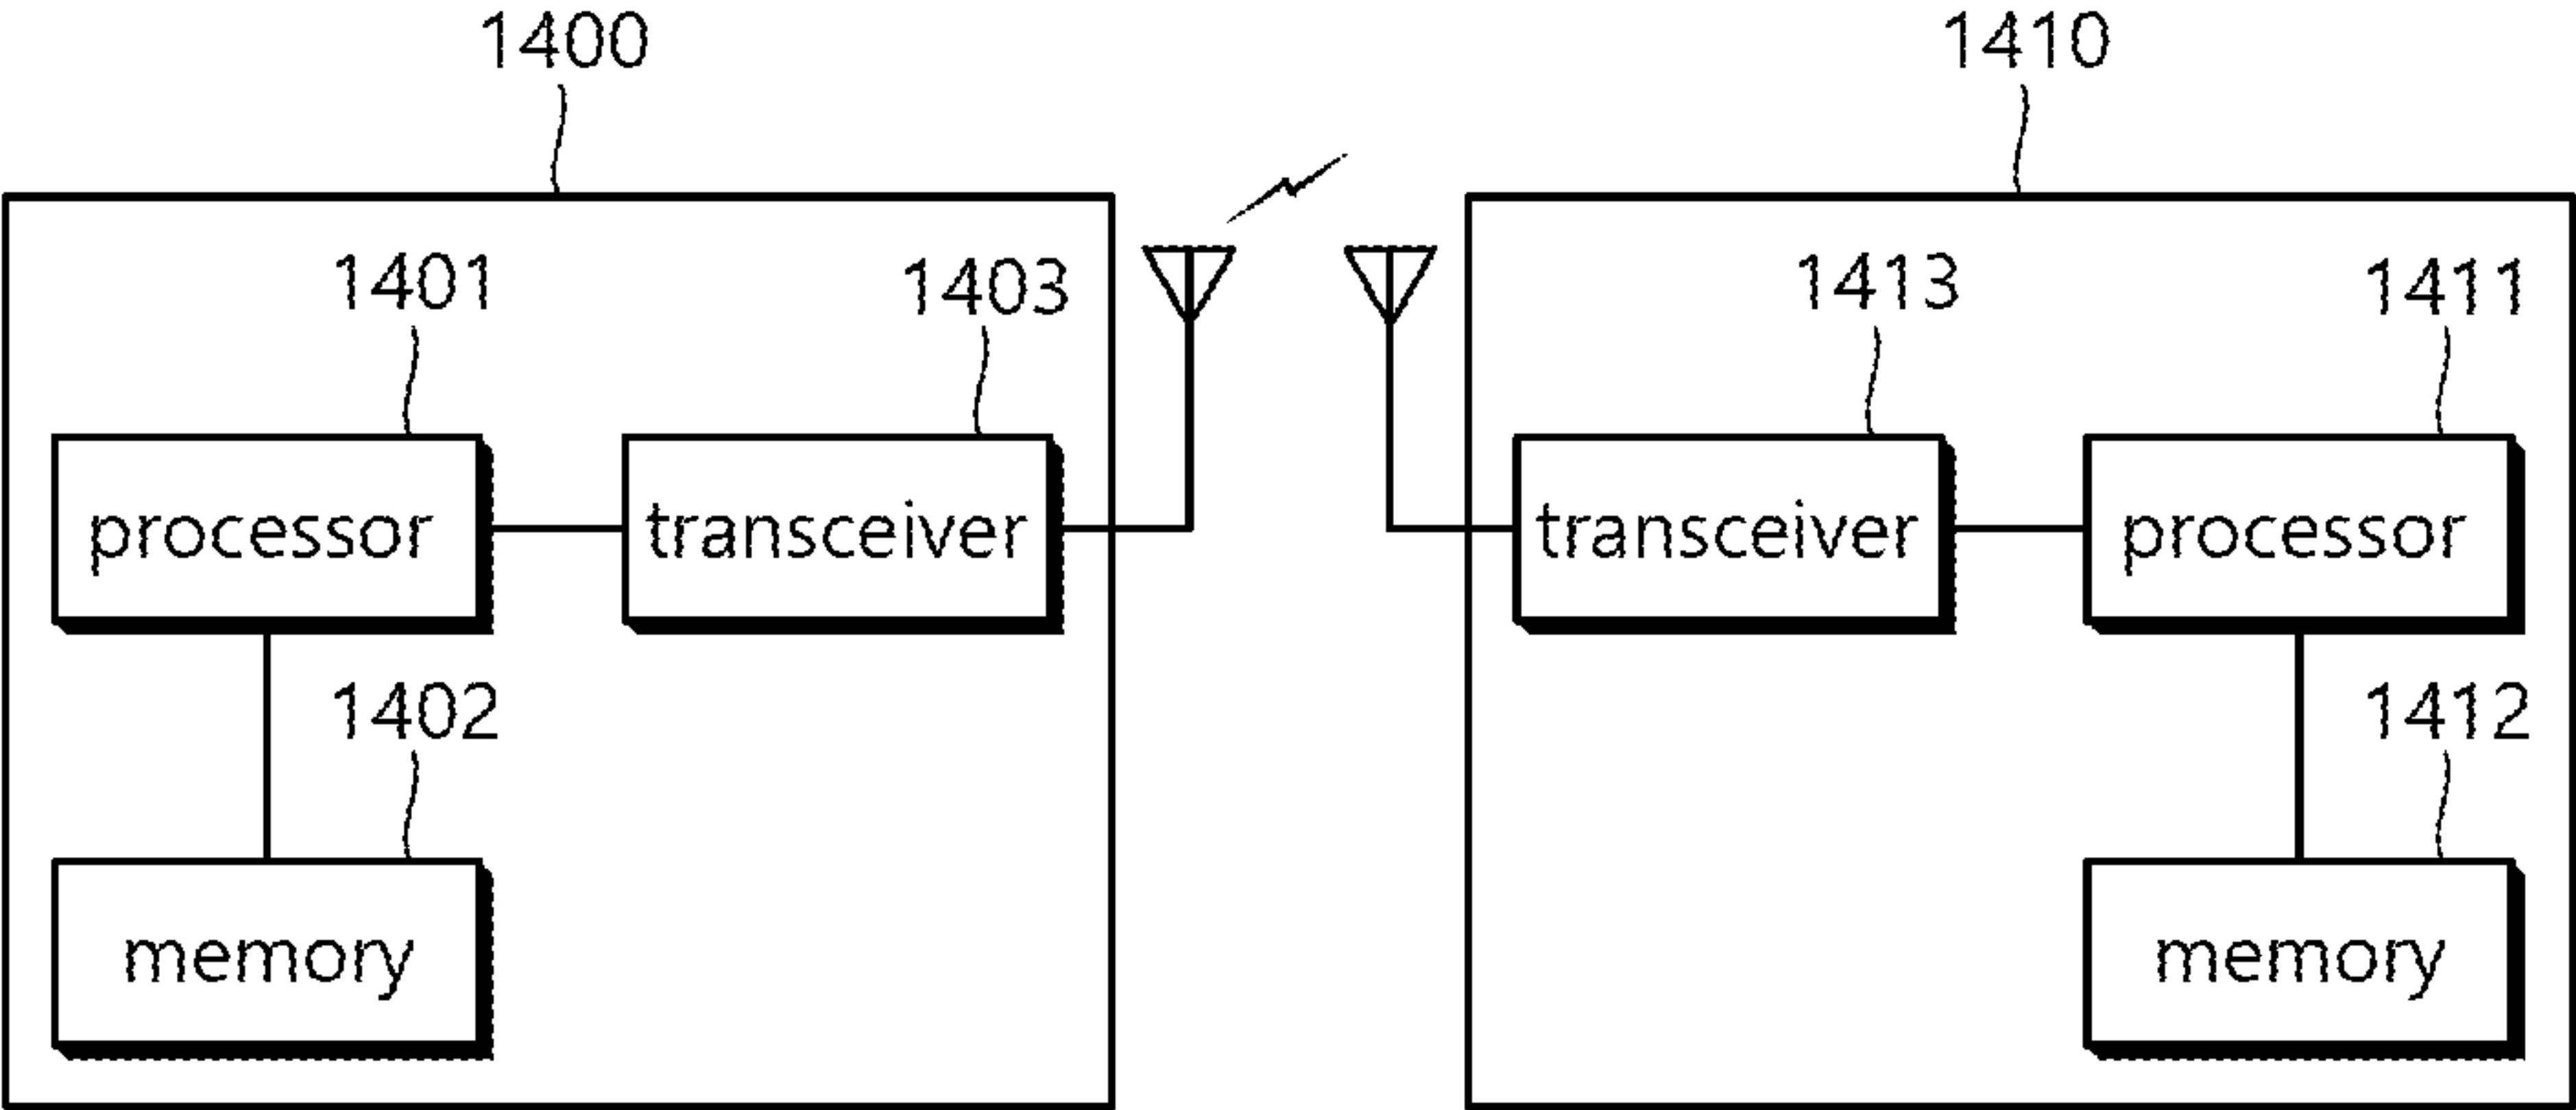 1400
1410
1401
1403
1413
1411
processor
transceiver
transceiver
processor
1402
1412
memory
memory